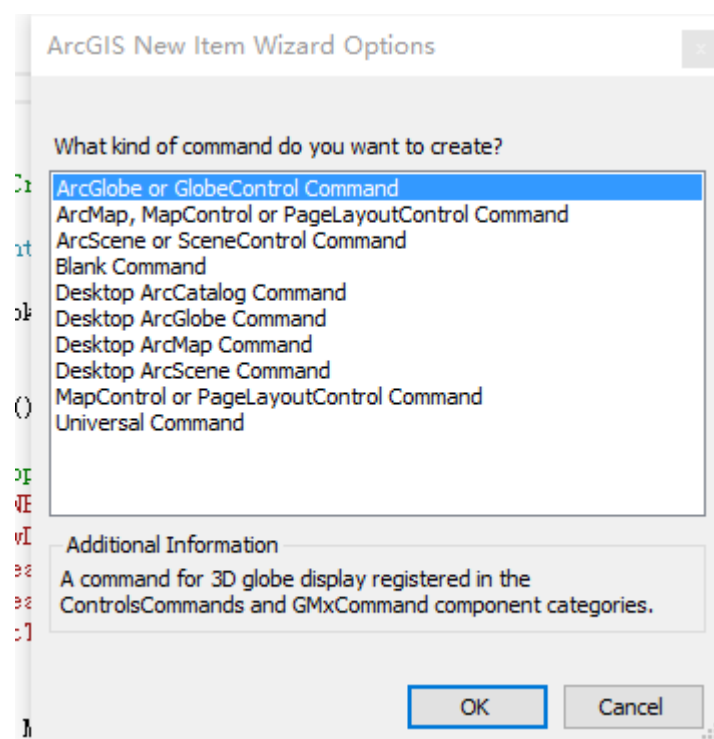 ArcGIS New Item Wizard Options
x
What kind of command do you want to create?
ArcGlobe or GlobeControl Command
ArcMap, MapControl or PageLayoutControl Command
ArcScene or SceneControl Command
Blank Command
Desktop ArcCatalog Command
Desktop ArcGlobe Command
Desktop ArcMap Command
Desktop ArcScene Command
MapControl or PageLayoutControl Command
Universal Command
()
Additional Information
A command for 3D globe display registered in the
ControlsCommands and GMxCommand component categories.
OK
Cancel